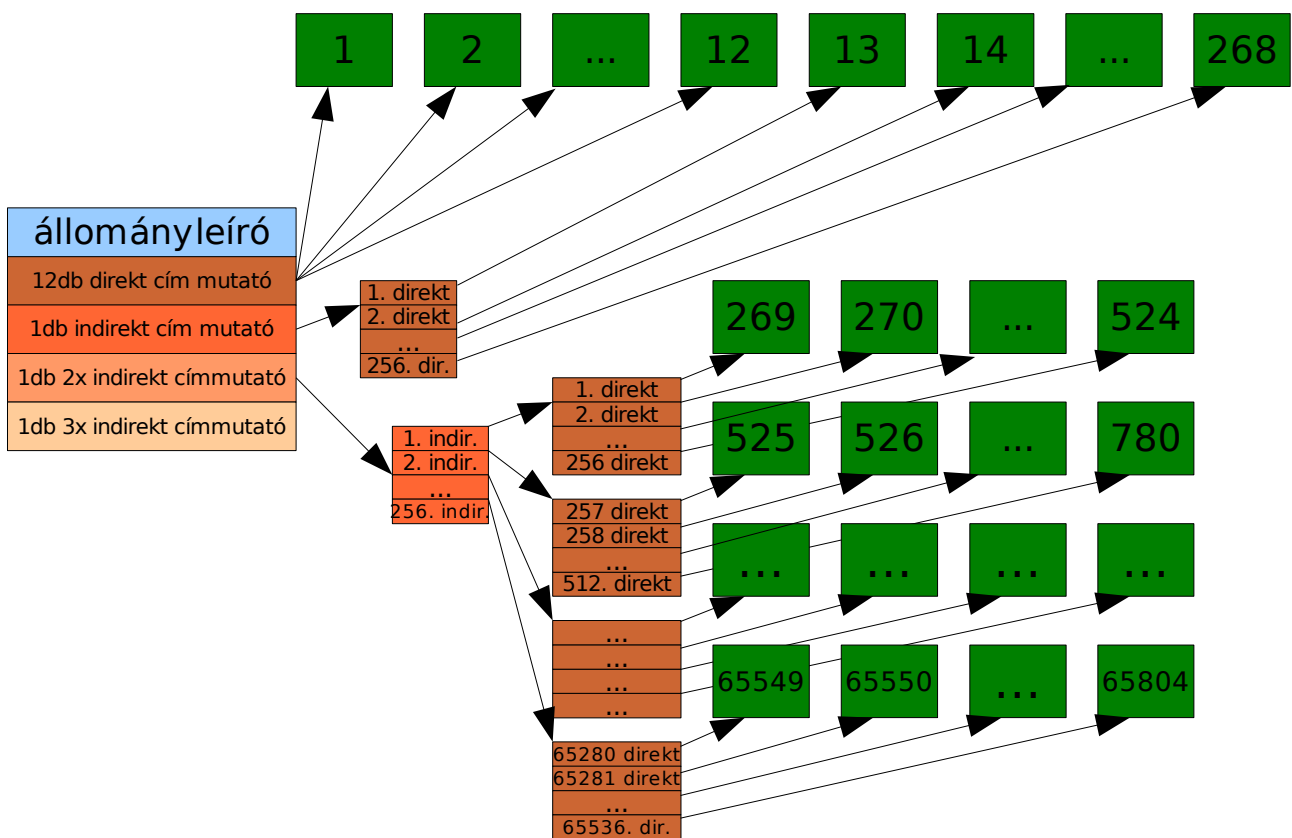 1 2 ... 12 13 14 ... 268
állományleíró
12db direkt cím mutató
1db indirekt cím mutató
1db 2x indirekt címmutató
1db 3x indirekt címmutató
1. direkt
2. direkt
...
256. dir.
269 270 ... 524
1. indir.
2. indir.
...
256. indir.
1. direkt
2. direkt
...
256 direkt
525 526 ... 780
257 direkt
258 direkt
...
512. direkt
... ... ... ...
...
...
...
...
65549 65550 ... 65804
65280 direkt
65281 direkt
...
65536. dir.